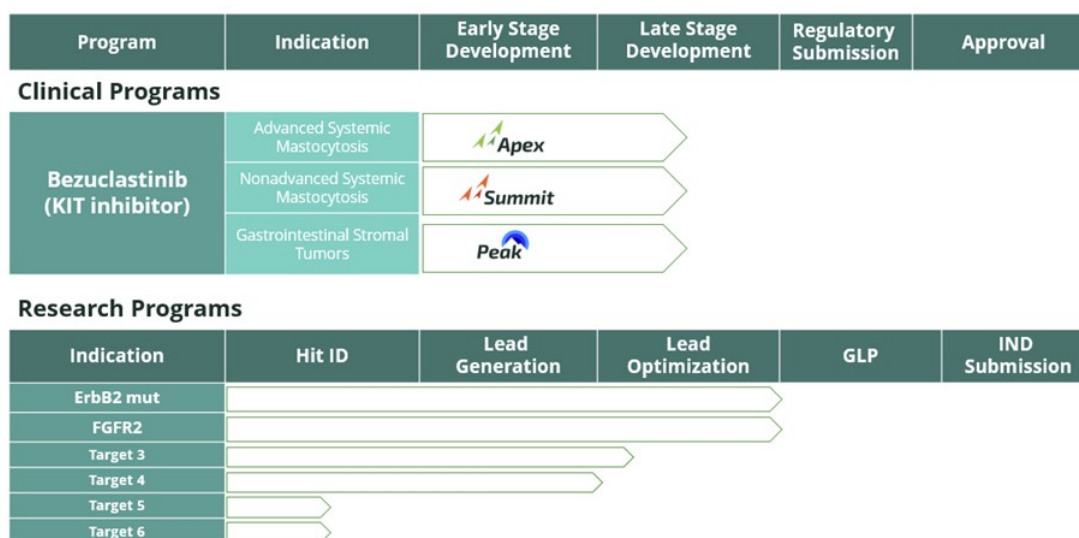 Program
Indication
Early Stage
Development
Late Stage
Development
Regulatory
Submission
Approval
Clinical Programs
Bezuclastinib
(KIT inhibitor)
Advanced Systemic
Mastocytosis
Apex
Nonadvanced Systemic
Mastocytosis
Summit
Gastrointestinal Stromal
Tumors
Peak
Research Programs
Indication
Hit ID
Lead
Generation
Lead
Optimization
GLP
IND
Submission
ErbB2 mut
FGFR2
Target 3
Target 4
Target 5
Target 6